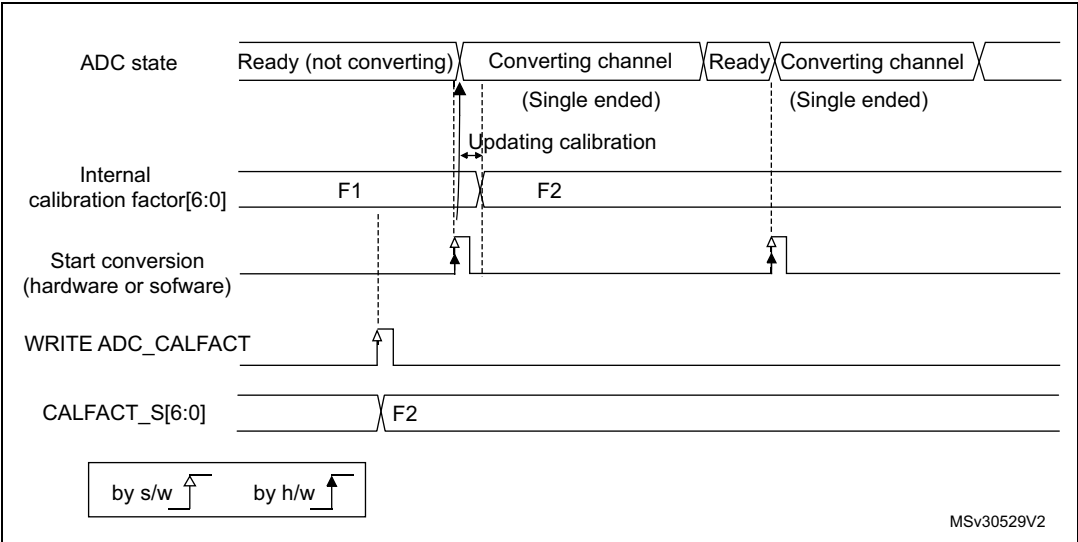 ADC state
Ready (not converting)
Converting channel
Ready
Converting channel
(Single ended)
(Single ended)
Updating calibration
Internal
calibration factor[6:0]
F1
F2
Start conversion
(hardware or sofware)
WRITE ADC_CALFACT
CALFACT_S[6:0]
F2
by s/w
by h/w
MSv30529V2